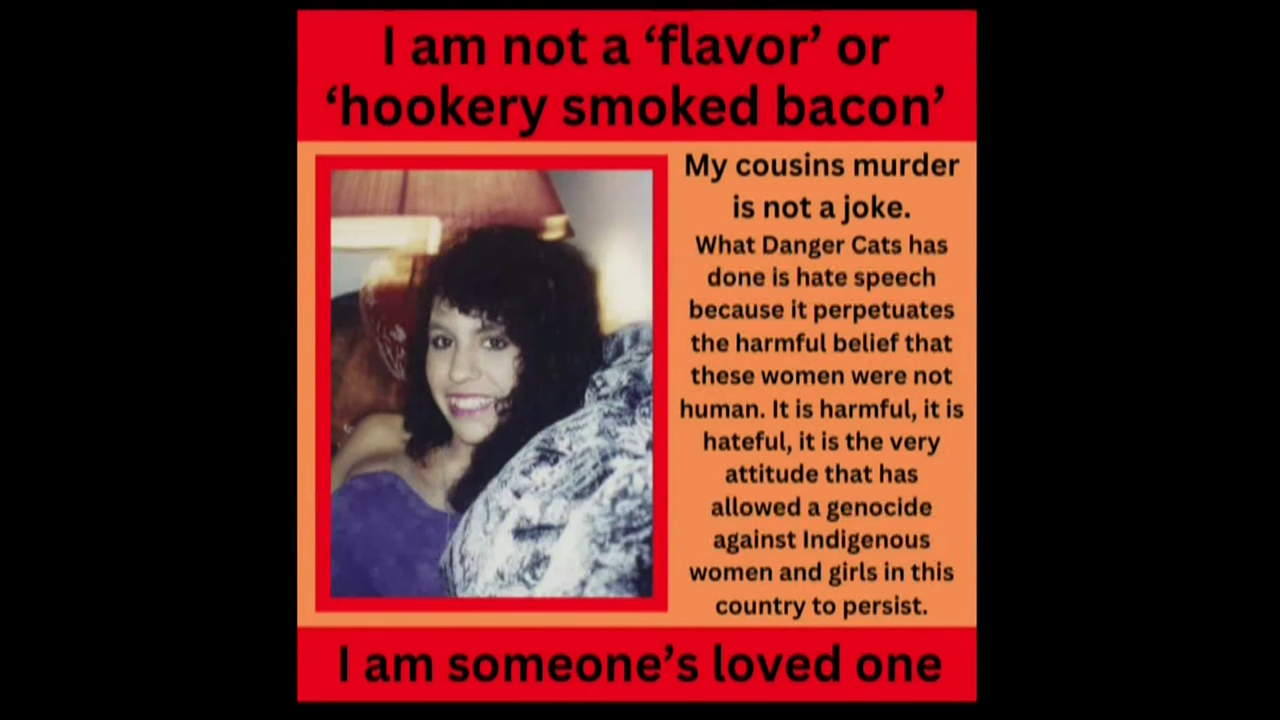 I am not a ‘flavor’ or
‘hookery smoked bacon’
My cousins murder
is not a joke.
What Danger Cats has
done is hate speech
because it perpetuates
the harmful belief that
these women were not
human. It is harmful, it is
hateful, it is the very
attitude that has
allowed a genocide
against Indigenous
women and girls in this
country to persist.
I am someone’s loved one